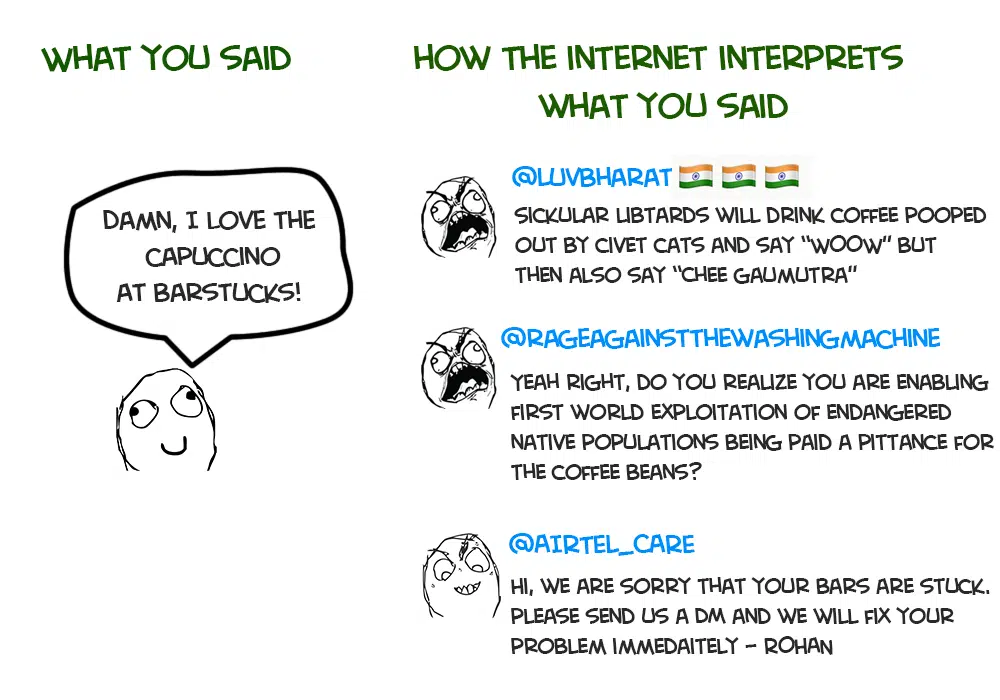 WHAT YOU SAID
HOW THE INTERNET INTERPRETS
WHAT YOU SAID
DAMN, I LOVE THE
CAPUCCINO
AT BARSTUCKS!
@LUVBHARAT 🇮🇳 🇮🇳 🇮🇳
SICKULAR LIBTARDS WILL DRINK COFFEE POOPED
OUT BY CIVET CATS AND SAY "WOOW" BUT
THEN ALSO SAY "CHEE GAUMUTRA"
@RAGEAGAINSTTHEWASHINGMACHINE
YEAH RIGHT, DO YOU REALIZE YOU ARE ENABLING
FIRST WORLD EXPLOITATION OF ENDANGERED
NATIVE POPULATIONS BEING PAID A PITTANCE FOR
THE COFFEE BEANS?
@AIRTEL_CARE
HI, WE ARE SORRY THAT YOUR BARS ARE STUCK.
PLEASE SEND US A DM AND WE WILL FIX YOUR
PROBLEM IMMEDAITELY - ROHAN